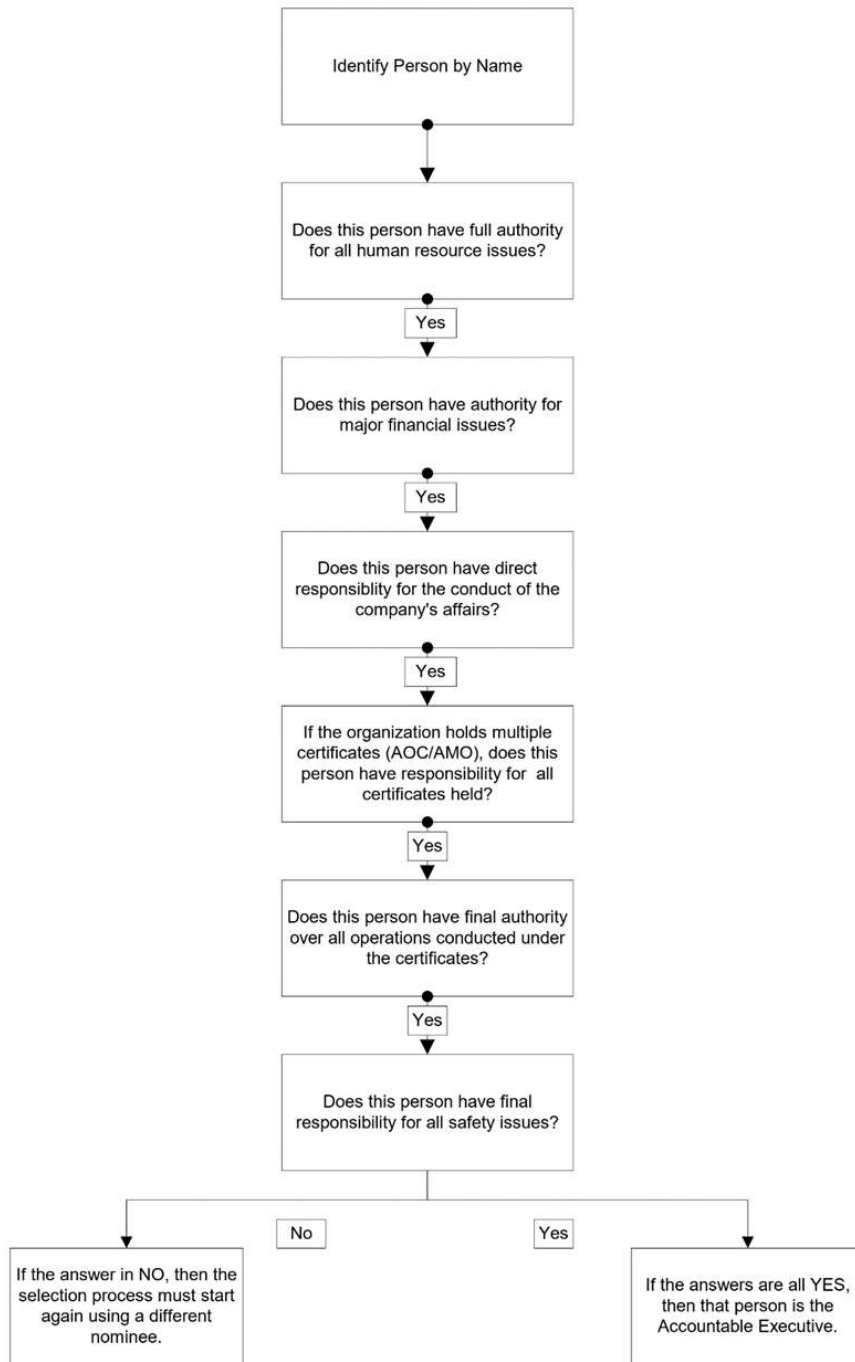 Identify Person by Name
Does this person have full authority
for all human resource issues?
Yes
Does this person have authority for
major financial issues?
Yes
Does this person have direct
responsiblity for the conduct of the
company's affairs?
Yes
If the organization holds multiple
certificates (AOC/AMO), does this
person have responsibility for all
certificates held?
Yes
Does this person have final authority
over all operations conducted under
the certificates?
Yes
Does this person have final
responsibility for all safety issues?
No
Yes
If the answer in NO, then the
selection process must start
again using a different
nominee.
If the answers are all YES,
then that person is the
Accountable Executive.